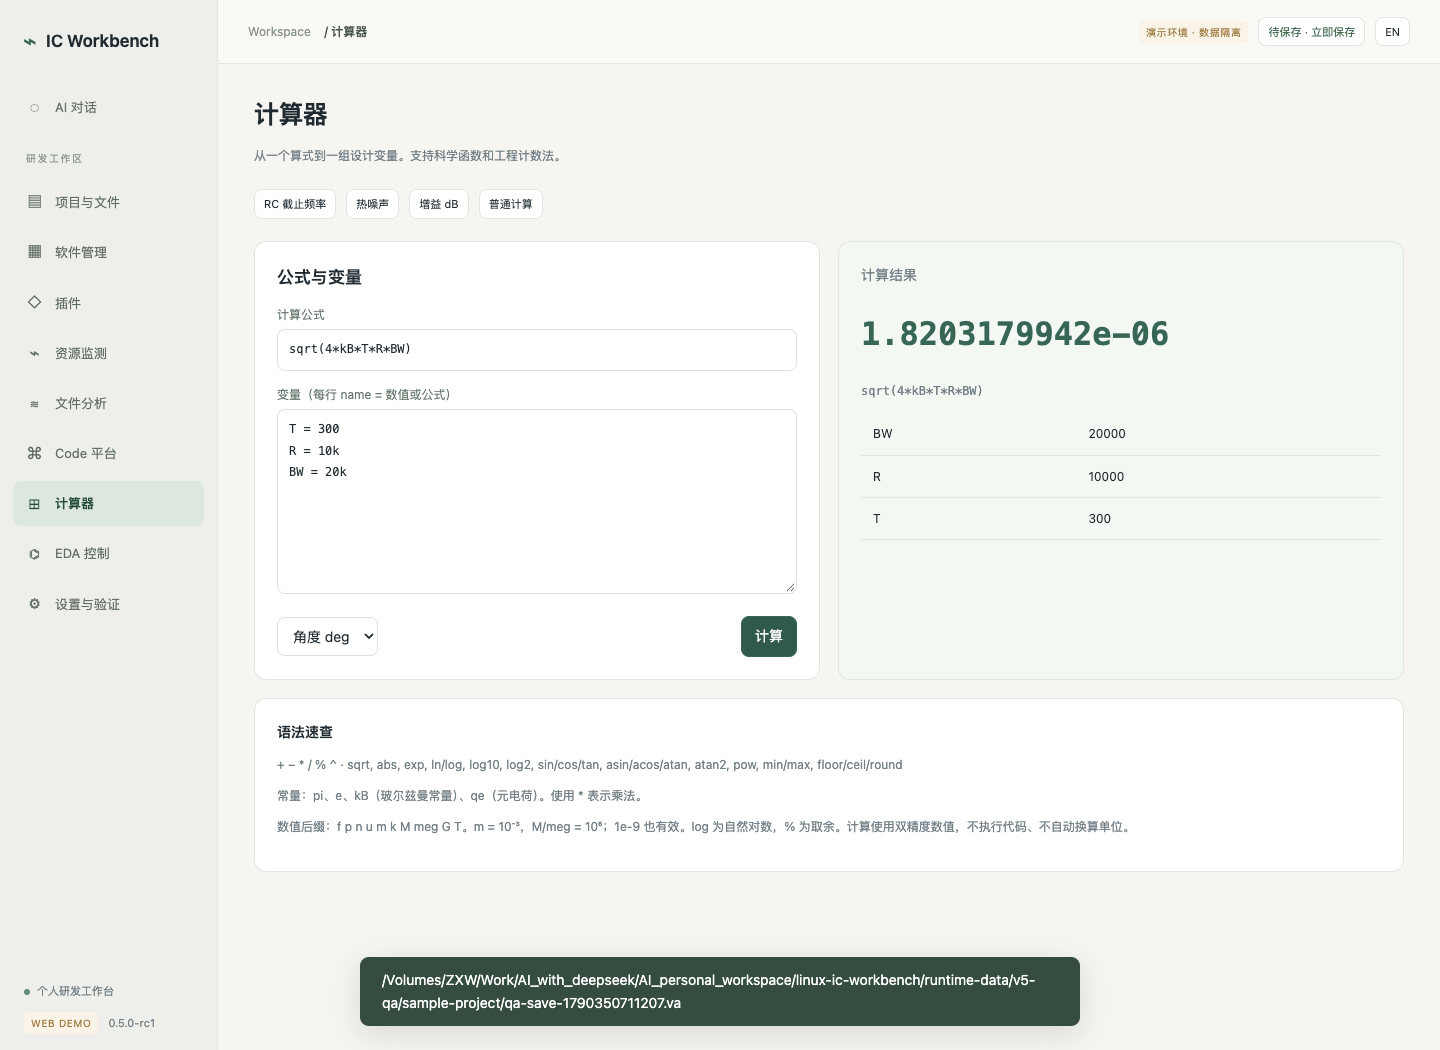 IC Workbench
AI 对话
研发工作区
项目与文件
软件管理
插件
资源监测
文件分析
Code 平台
计算器
EDA 控制
设置与验证
个人研发工作台
WEB DEMO 0.5.0-rc1
Workspace / 计算器
演示环境 · 数据隔离
待保存 · 立即保存
EN
计算器
从一个算式到一组设计变量。支持科学函数和工程计数法。
RC 截止频率
热噪声
增益 dB
普通计算
公式与变量
计算公式
sqrt(4*kB*T*R*BW)
变量（每行 name = 数值或公式）
T = 300
R = 10k
BW = 20k
角度 deg
计算
计算结果
1.8203179942e-06
sqrt(4*kB*T*R*BW)
BW 20000
R 10000
T 300
语法速查
+ − * / % ^ · sqrt, abs, exp, ln/log, log10, log2, sin/cos/tan, asin/acos/atan, atan2, pow, min/max, floor/ceil/round
常量：pi、e、kB（玻尔兹曼常量）、qe（元电荷）。使用 * 表示乘法。
数值后缀：f p n u m k M meg G T。m = 10⁻³，M/meg = 10⁶；1e-9 也有效。log 为自然对数，% 为取余。计算使用双精度数值，不执行代码、不自动换算单位。
/Volumes/ZXW/Work/AI_with_deepseek/AI_personal_workspace/linux-ic-workbench/runtime-data/v5-
qa/sample-project/qa-save-1790350711207.va